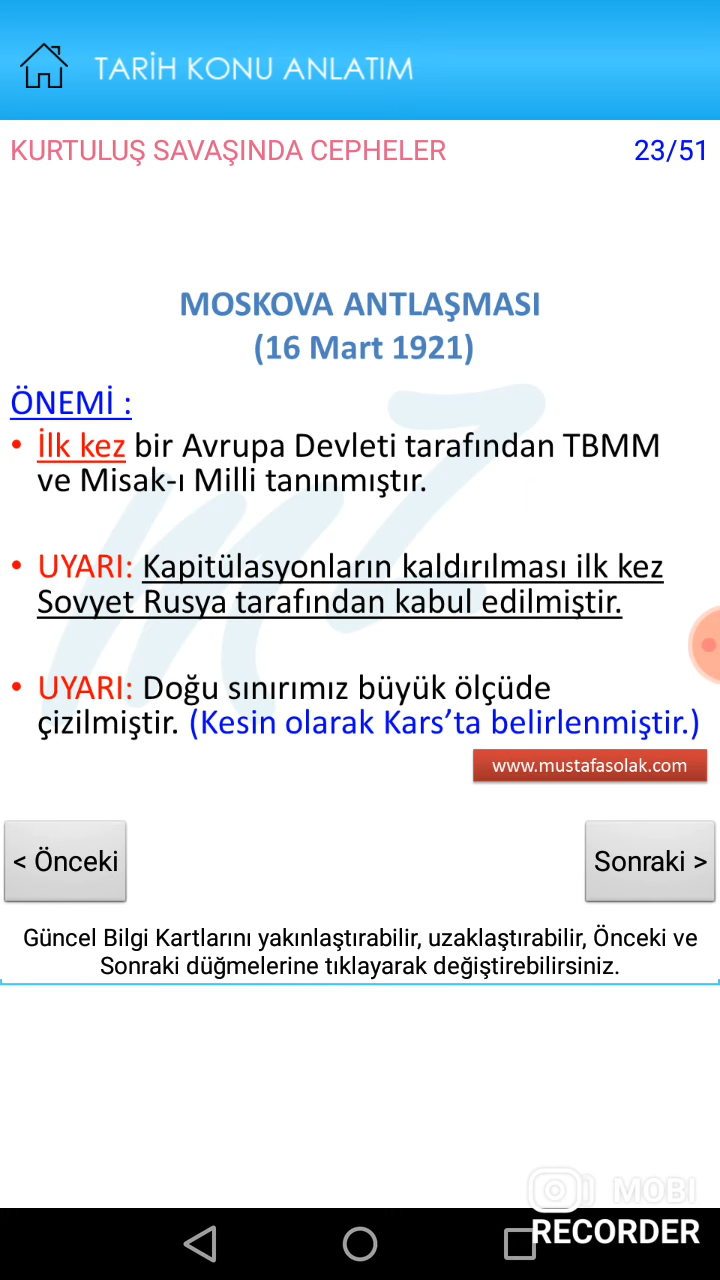 TARİH KONU ANLATIM
KURTULUŞ SAVAŞINDA CEPHELER
23/51
MOSKOVA ANTLAŞMASI
(16 Mart 1921)
ÖNEMİ :
• İlk kez bir Avrupa Devleti tarafından TBMM
ve Misak-ı Milli tanınmıştır.
• UYARI: Kapitülasyonların kaldırılması ilk kez
Sovyet Rusya tarafından kabul edilmiştir.
• UYARI: Doğu sınırımız büyük ölçüde
çizilmiştir. (Kesin olarak Kars’ta belirlenmiştir.)
www.mustafasolak.com
< Önceki
Sonraki >
Güncel Bilgi Kartlarını yakınlaştırabilir, uzaklaştırabilir, Önceki ve
Sonraki düğmelerine tıklayarak değiştirebilirsiniz.
MOBI
RECORDER